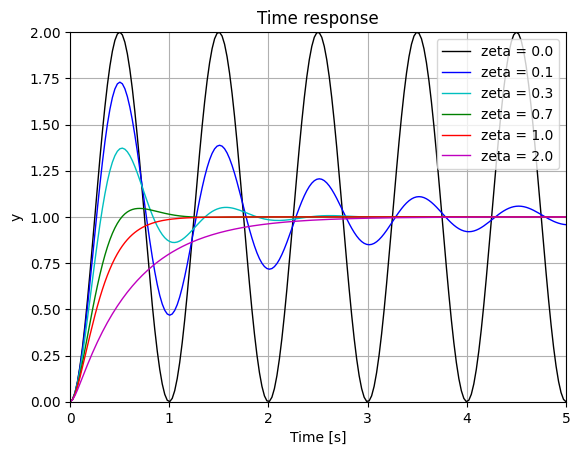 Time response
2.00
1.75
1.50
1.25
1.00
0.75
0.50
0.25
0.00
y
zeta = 0.0
zeta = 0.1
zeta = 0.3
zeta = 0.7
zeta = 1.0
zeta = 2.0
0 1 2 3 4 5
Time [s]